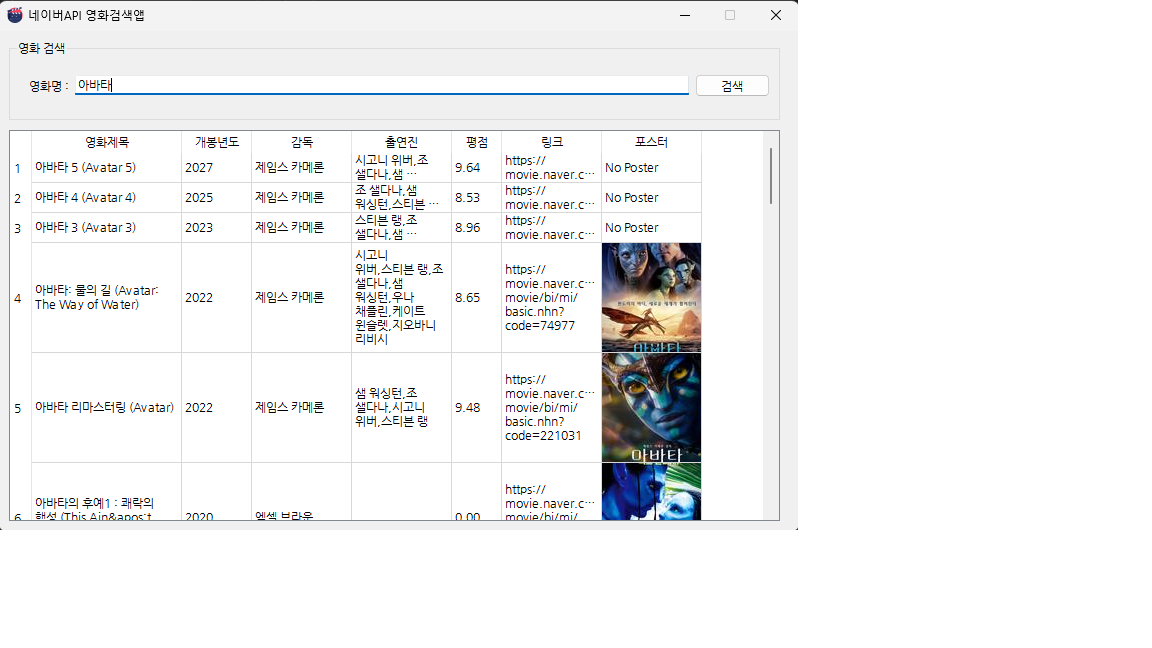 네이버API 영화검색앱
영화 검색
영화명 :
아바타
검색
영화제목 개봉년도 감독 출연진 평점 링크 포스터
1 아바타 5 (Avatar 5) 2027 제임스 카메론 시고니 위버,조 9.64 https:// No Poster
샐다나,샘 … movie.naver.c…
2 아바타 4 (Avatar 4) 2025 제임스 카메론 조 샐다나,샘 8.53 https:// No Poster
워싱턴,스티븐 … movie.naver.c…
3 아바타 3 (Avatar 3) 2023 제임스 카메론 스티븐 랭,조 8.96 https:// No Poster
샐다나,샘 … movie.naver.c…
4
아바타: 물의 길 (Avatar:
The Way of Water)
2022
제임스 카메론
시고니
위버,스티븐 랭,조
샐다나,샘
워싱턴,우나
채플린,케이트
윈슬렛,지오바니
리비시
8.65
https://
movie.naver.c…
movie/bi/mi/
basic.nhn?
code=74977
아바타
5
아바타 리마스터링 (Avatar)
2022
제임스 카메론
샘 워싱턴,조
샐다나,시고니
위버,스티븐 랭
9.48
https://
movie.naver.c…
movie/bi/mi/
basic.nhn?
code=221031
아바타
6
아바타의 후예1 : 쾌락의
행성 (This Ain&apos;t
2020
엑셀 브라운
0.00
https://
movie.naver.c…
movie/bi/mi/